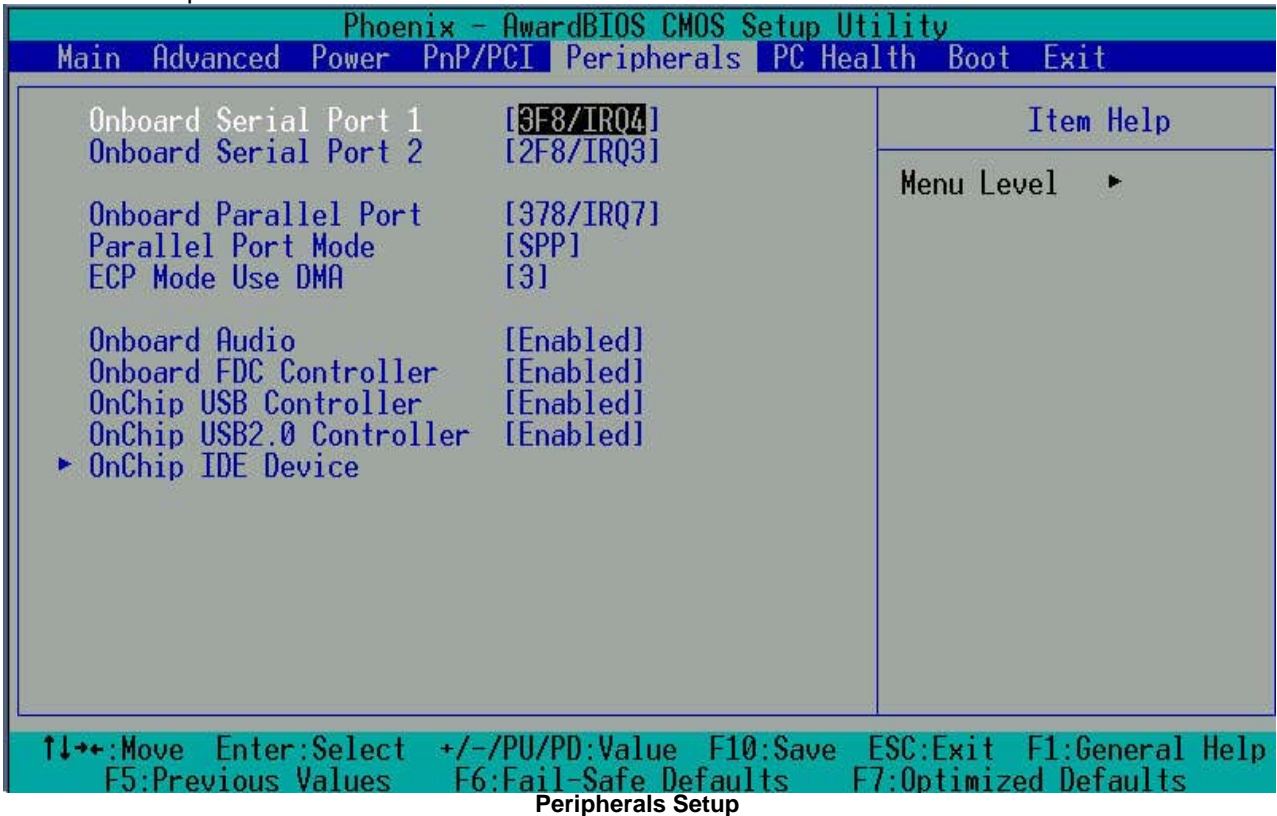 Phoenix - AwardBIOS CMOS Setup Utility
Main Advanced Power PnP/PCI Peripherals PC Health Boot Exit
Onboard Serial Port 1 [3F8/IRQ4]
Onboard Serial Port 2 [2F8/IRQ3]
Onboard Parallel Port [378/IRQ7]
Parallel Port Mode [SPP]
ECP Mode Use DMA [3]
Onboard Audio [Enabled]
Onboard FDC Controller [Enabled]
OnChip USB Controller [Enabled]
OnChip USB2.0 Controller [Enabled]
► OnChip IDE Device
Item Help
Menu Level ►
↑↓→←:Move Enter:Select +/-/PU/PD:Value F10:Save ESC:Exit F1:General Help
F5:Previous Values F6:Fail-Safe Defaults F7:Optimized Defaults
Peripherals Setup